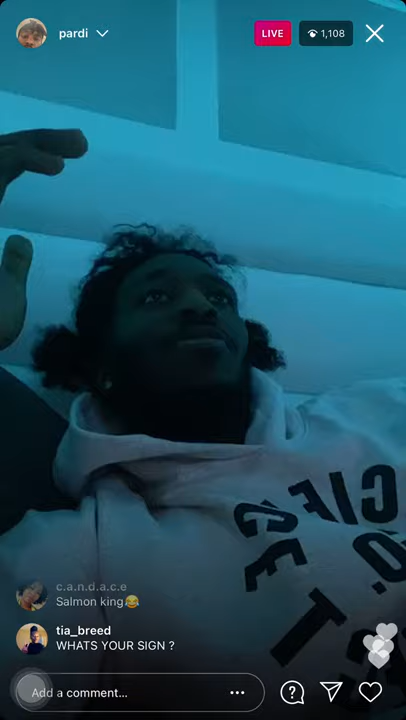 pardi
LIVE
1,108
c.a.n.d.a.c.e
Salmon king😂
tia_breed
WHATS YOUR SIGN ?
Add a comment...